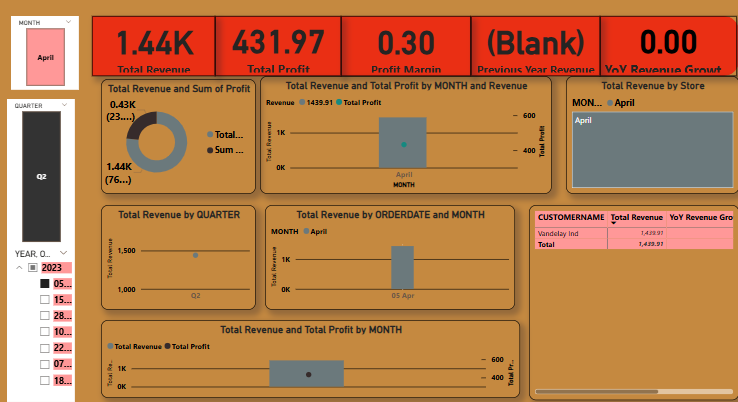 MONTH
April
QUARTER
Q2
YEAR, O...
2023
05...
15...
28...
10...
22...
07...
18...
1.44K
Total Revenue
431.97
Total Profit
0.30
Profit Margin
(Blank)
Previous Year Revenue
0.00
YoY Revenue Growt
Total Revenue and Sum of Profit
0.43K
(23....)
1.44K
(76...)
Total...
Sum ...
Total Revenue and Total Profit by MONTH and Revenue
Revenue 1439.91 Total Profit
Total Revenue
1K
0K
600
400
Total Profit
April
MONTH
Total Revenue by Store
MON... April
April
Total Revenue by QUARTER
Total Revenue
1,500
1,000
Q2
Total Revenue by ORDERDATE and MONTH
MONTH April
Total Revenue
1K
0K
05 Apr
CUSTOMERNAME Total Revenue YoY Revenue Gro
Vandelay Ind 1,439.91
Total 1,439.91
Total Revenue and Total Profit by MONTH
Total Revenue Total Profit
Total Re...
1K
0K
600
400
Total Pr...